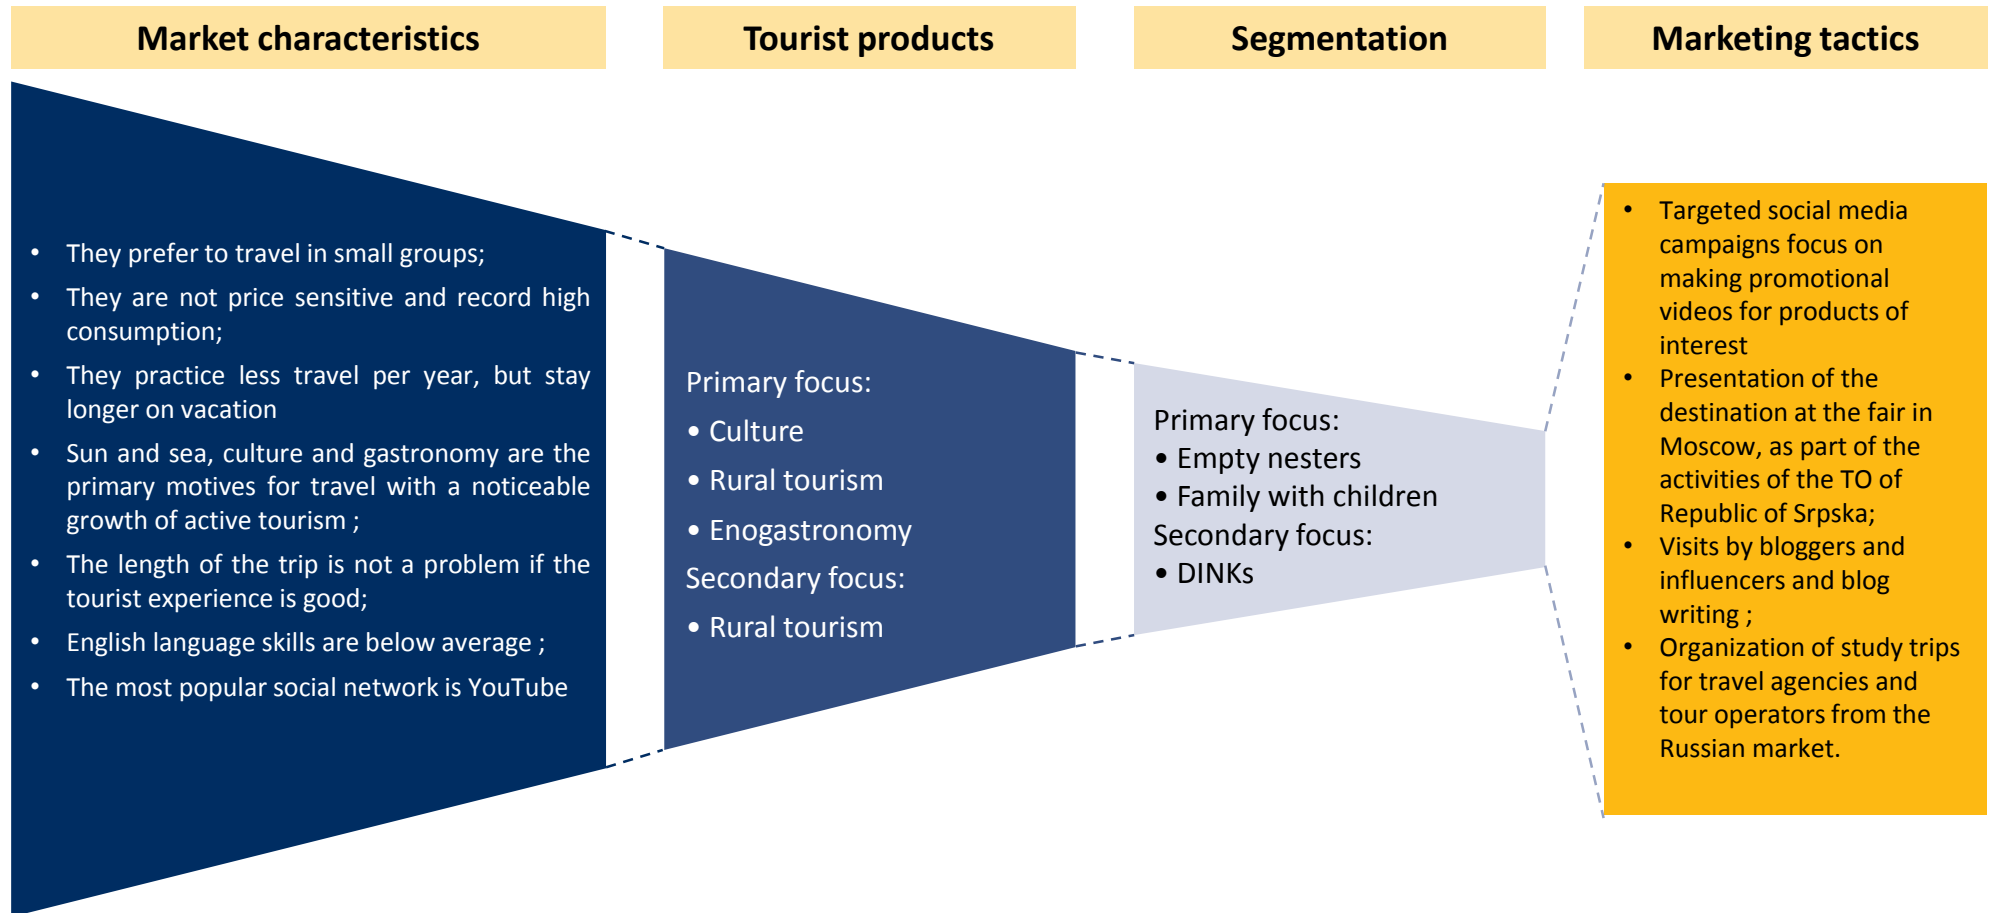 Market characteristics
Tourist products
Segmentation
Marketing tactics
• They prefer to travel in small groups;
• They are not price sensitive and record high
consumption;
• They practice less travel per year, but stay
longer on vacation
• Sun and sea, culture and gastronomy are the
primary motives for travel with a noticeable
growth of active tourism ;
• The length of the trip is not a problem if the
tourist experience is good;
• English language skills are below average ;
• The most popular social network is YouTube
Primary focus:
• Culture
• Rural tourism
• Enogastronomy
Secondary focus:
• Rural tourism
Primary focus:
• Empty nesters
• Family with children
Secondary focus:
• DINKs
• Targeted social media
campaigns focus on
making promotional
videos for products of
interest
• Presentation of the
destination at the fair in
Moscow, as part of the
activities of the TO of
Republic of Srpska;
• Visits by bloggers and
influencers and blog
writing ;
• Organization of study trips
for travel agencies and
tour operators from the
Russian market.